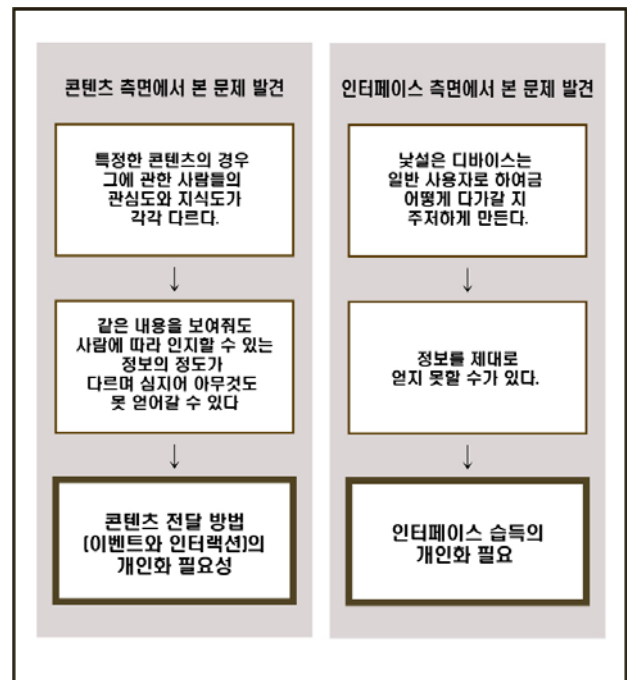 콘텐츠 측면에서 본 문제 발견
특정한 콘텐츠의 경우
그에 관한 사람들의
관심도와 지식도가
각각 다르다.
↓
같은 내용을 보여줘도
사람에 따라 인지할 수 있는
정보의 정도가
다르며 심지어 아무것도
못 얻어갈 수 있다
↓
콘텐츠 전달 방법
(이벤트와 인터랙션)의
개인화 필요성
인터페이스 측면에서 본 문제 발견
낯설은 디바이스는
일반 사용자로 하여금
어떻게 다가갈 지
주저하게 만든다.
↓
정보를 제대로
얻지 못할 수가 있다.
↓
인터페이스 습득의
개인화 필요